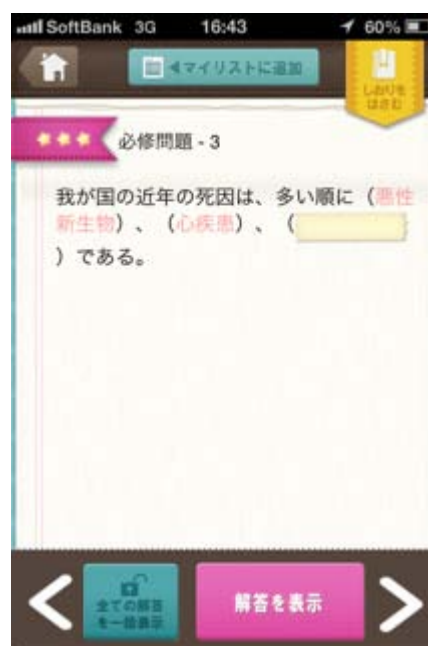 SoftBank 3G 16:43 60%
マイリストに追加
しおりを
はさむ
必修問題 - 3
我が国の近年の死因は、多い順に（悪性
新生物）、（心疾患）、（
）である。
全ての解答
を一括表示
解答を表示